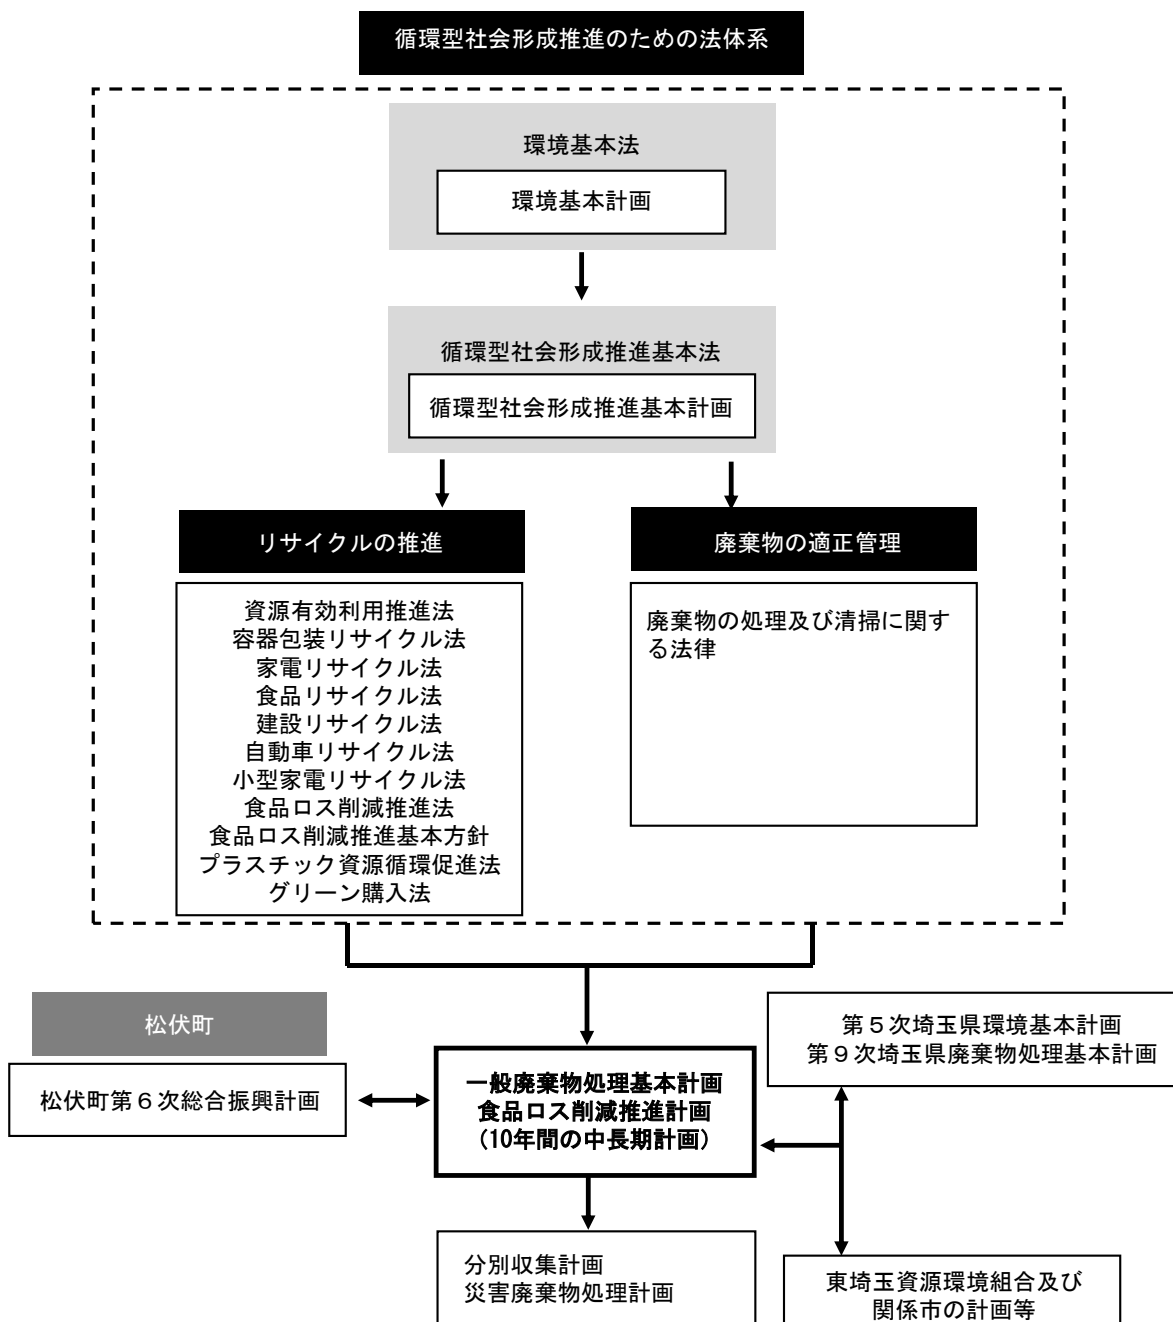 循環型社会形成推進のための法体系
環境基本法
環境基本計画
循環型社会形成推進基本法
循環型社会形成推進基本計画
リサイクルの推進
資源有効利用推進法
容器包装リサイクル法
家電リサイクル法
食品リサイクル法
建設リサイクル法
自動車リサイクル法
小型家電リサイクル法
食品ロス削減推進法
食品ロス削減推進基本方針
プラスチック資源循環促進法
グリーン購入法
廃棄物の適正管理
廃棄物の処理及び清掃に関す
る法律
松伏町
松伏町第６次総合振興計画
一般廃棄物処理基本計画
食品ロス削減推進計画
（10年間の中長期計画）
第５次埼玉県環境基本計画
第９次埼玉県廃棄物処理基本計画
分別収集計画
災害廃棄物処理計画
東埼玉資源環境組合及び
関係市の計画等